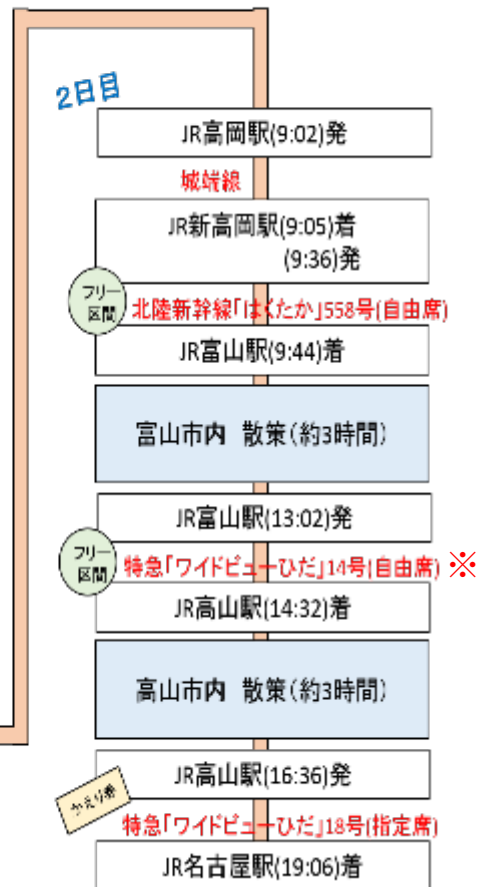 2日目
JR高岡駅(9:02)発
城端線
JR新高岡駅(9:05)着
(9:36)発
フリー
区間
北陸新幹線「はくたか」558号(自由席)
JR富山駅(9:44)着
富山市内 散策(約3時間)
JR富山駅(13:02)発
フリー
区間
特急「ワイドビューひだ」14号(自由席) ※
JR高山駅(14:32)着
高山市内 散策(約3時間)
JR高山駅(16:36)発
かえり券
特急「ワイドビューひだ」18号(指定席)
JR名古屋駅(19:06)着